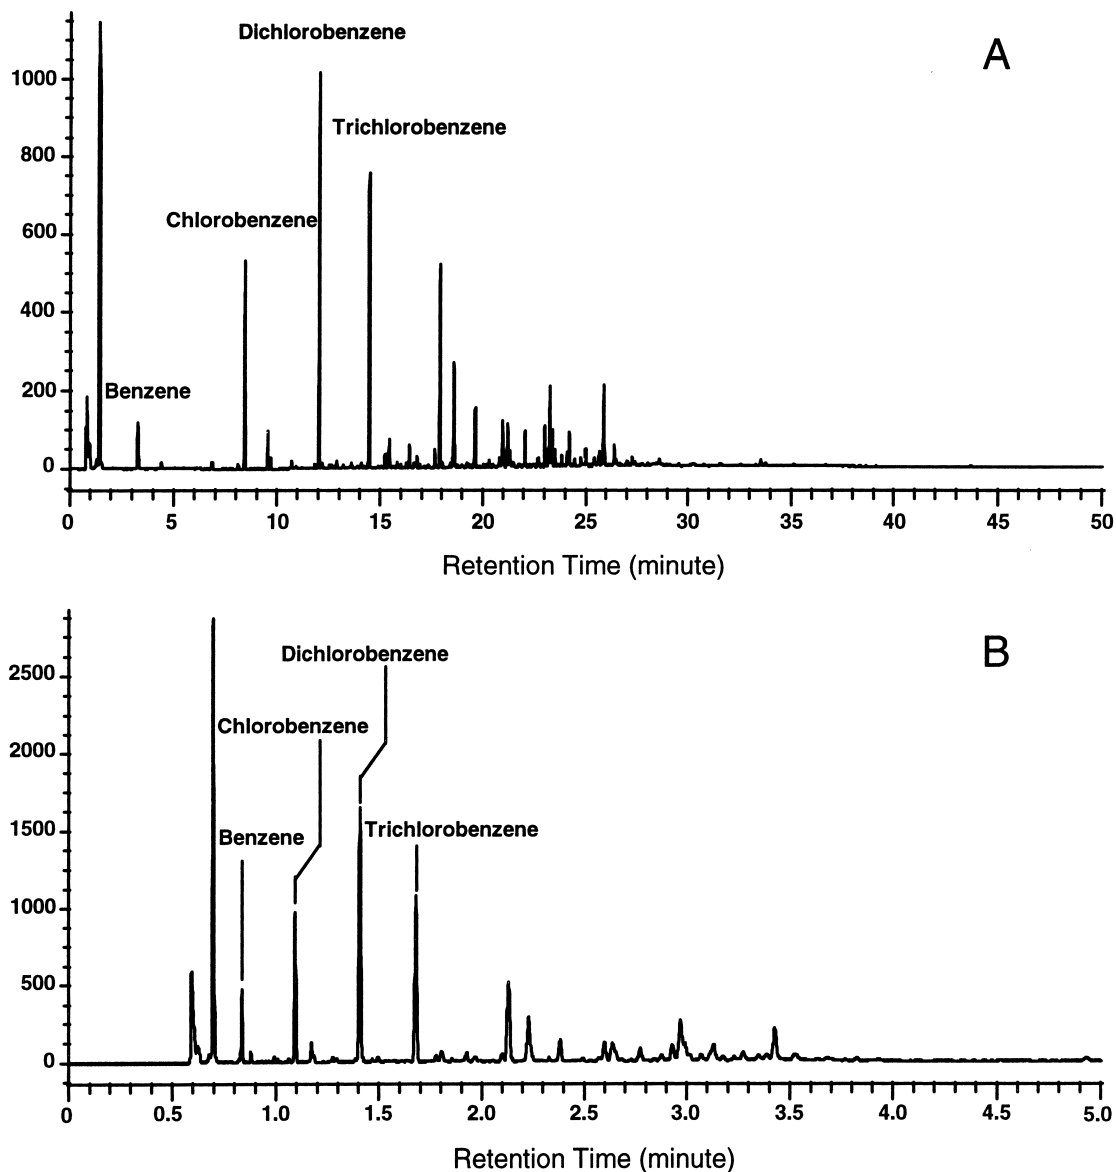 A
Dichlorobenzene
Trichlorobenzene
Chlorobenzene
Benzene
1000
800
600
400
200
0
0 5 10 15 20 25 30 35 40 45 50
Retention Time (minute)
B
Dichlorobenzene
Chlorobenzene
Benzene
Trichlorobenzene
2500
2000
1500
1000
500
0
0 0.5 1.0 1.5 2.0 2.5 3.0 3.5 4.0 4.5 5.0
Retention Time (minute)